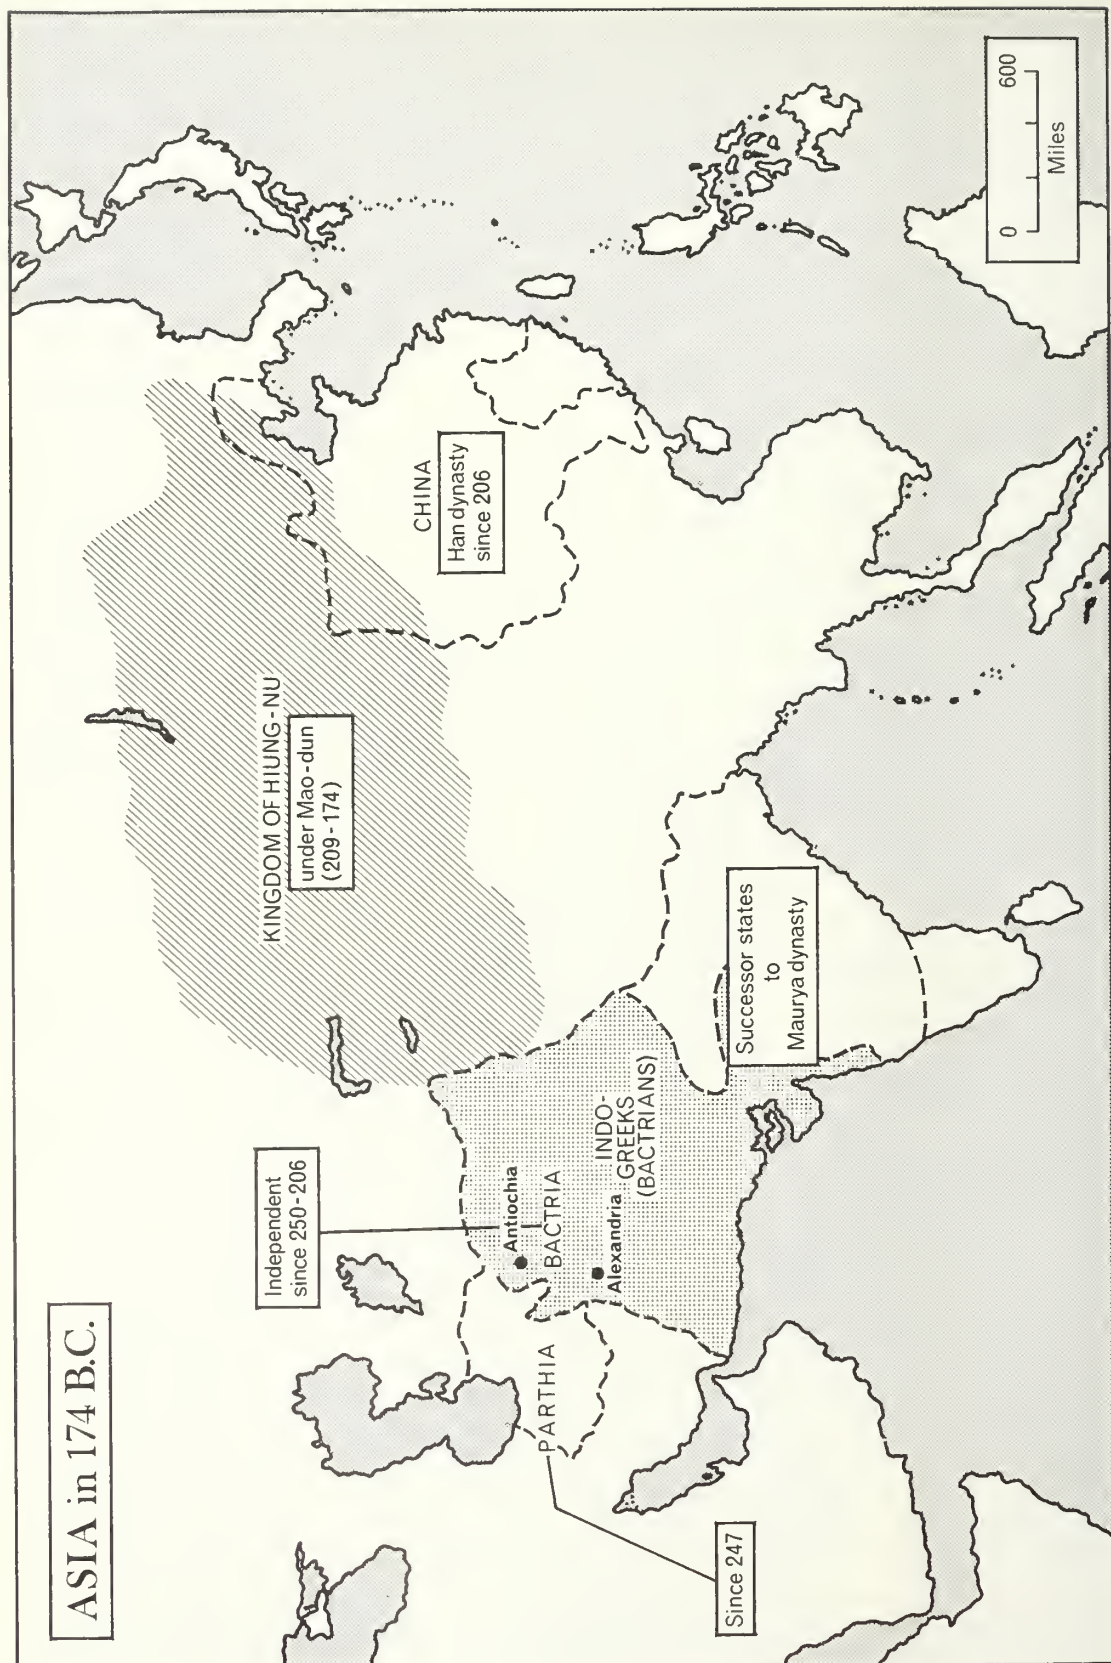 ASIA in 174 B.C.
Independent
since 250-206
KINGDOM OF HIUNG-NU
under Mao-dun
(209-174)
CHINA
Han dynasty
since 206
Antiochia
BACTRIA
Alexandria
INDO-
GREEKS
(BACTRIANS)
PARTHIA
Since 247
Successor states
to
Maurya dynasty
0 600
Miles